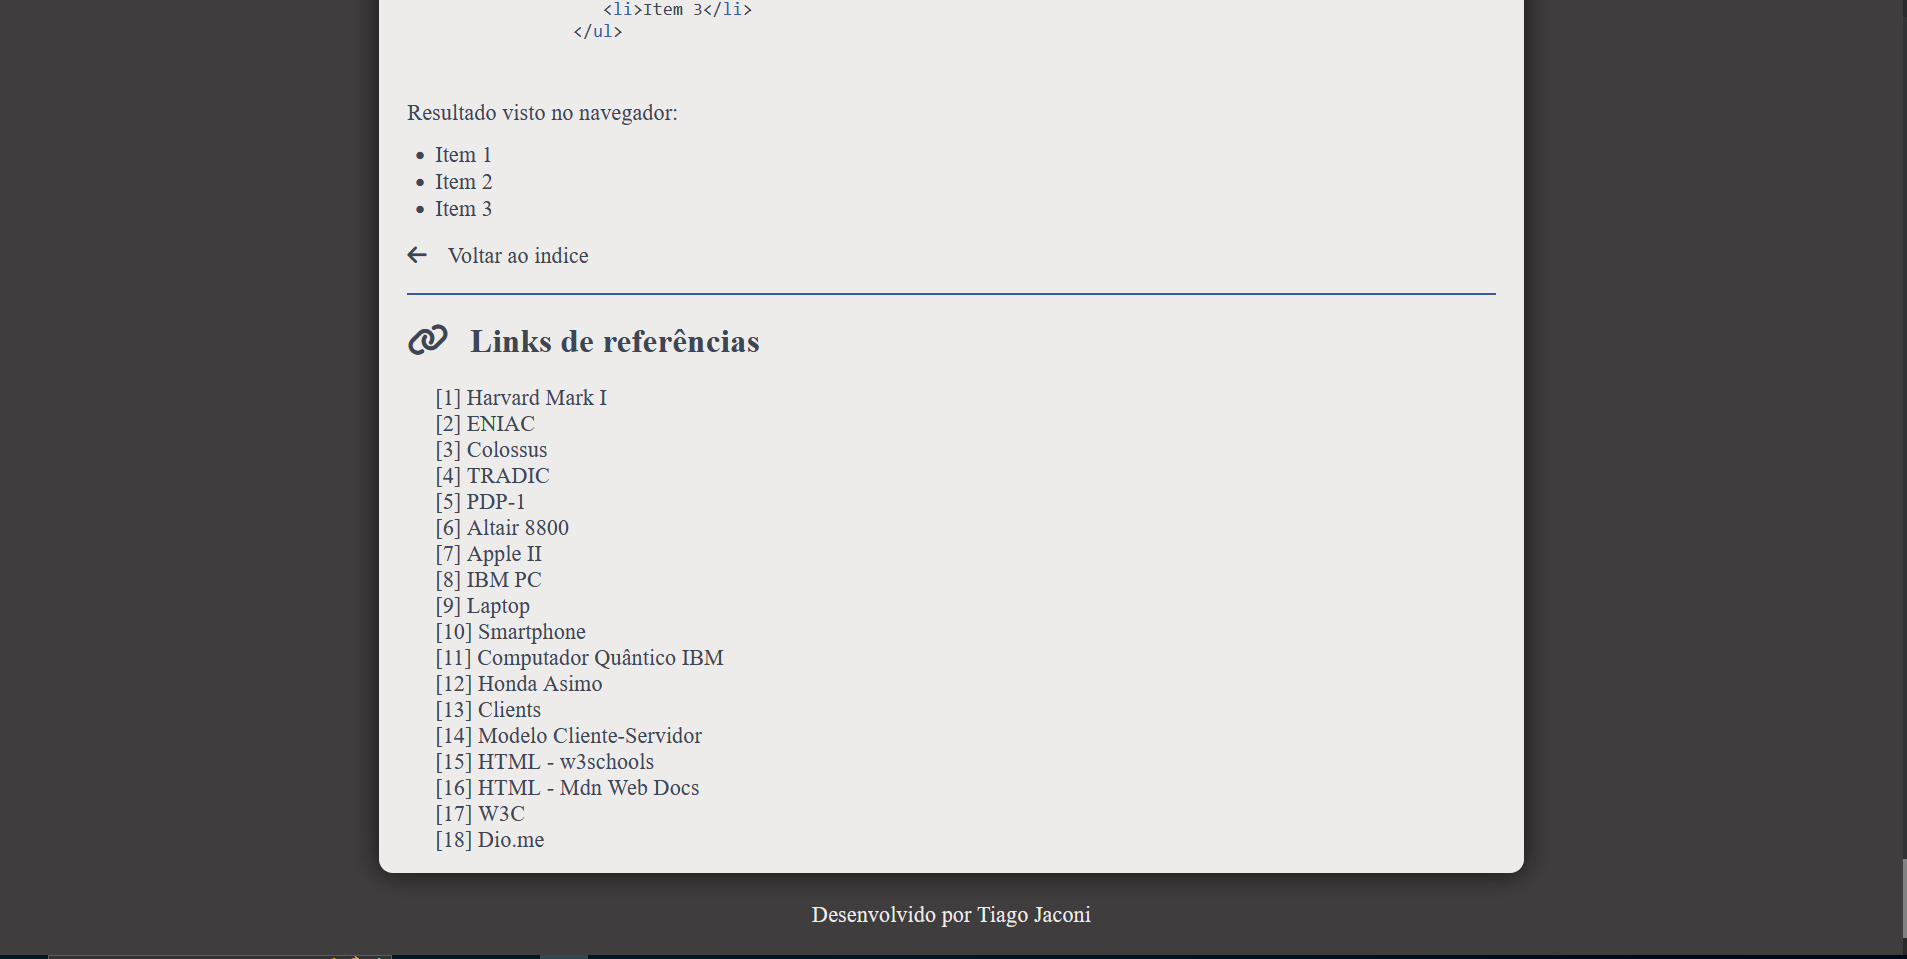 <li>Item 3</li>
</ul>
Resultado visto no navegador:
• Item 1
• Item 2
• Item 3
← Voltar ao indice
Links de referências
[1] Harvard Mark I
[2] ENIAC
[3] Colossus
[4] TRADIC
[5] PDP-1
[6] Altair 8800
[7] Apple II
[8] IBM PC
[9] Laptop
[10] Smartphone
[11] Computador Quântico IBM
[12] Honda Asimo
[13] Clients
[14] Modelo Cliente-Servidor
[15] HTML - w3schools
[16] HTML - Mdn Web Docs
[17] W3C
[18] Dio.me
Desenvolvido por Tiago Jaconi